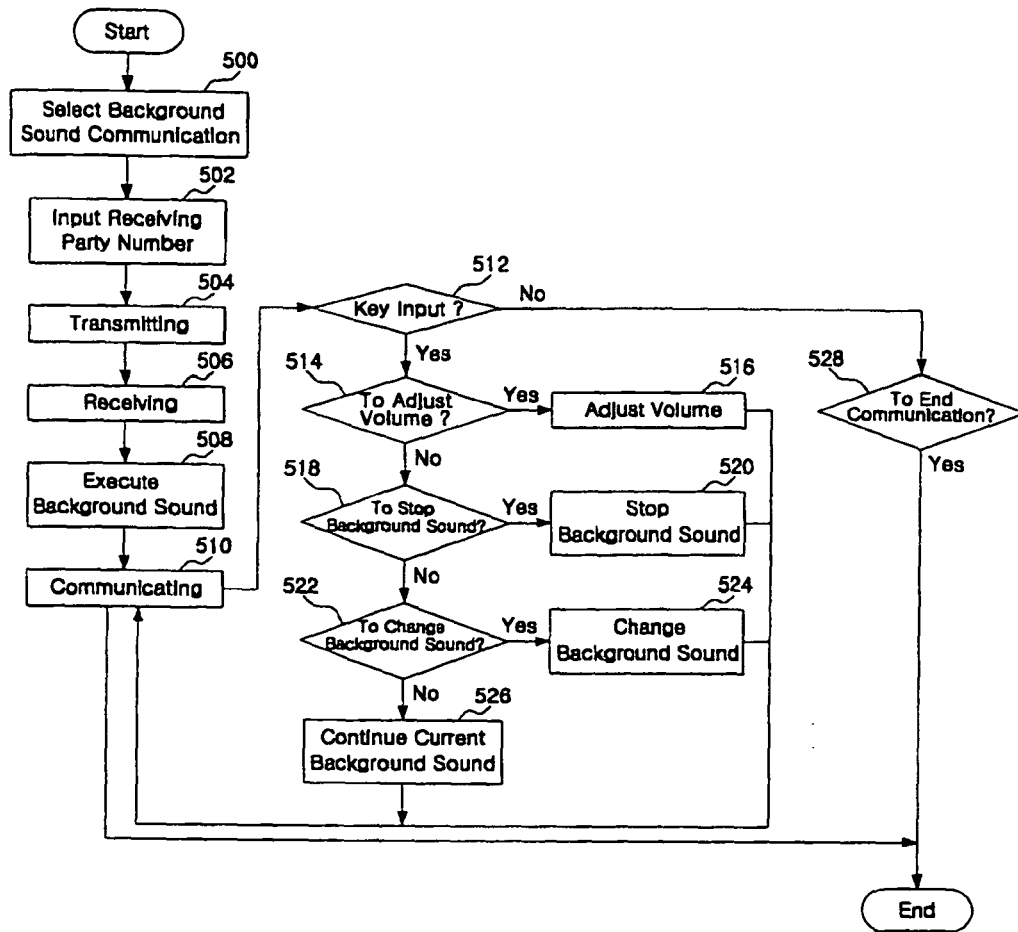 Start
500
Select Background
Sound Communication
502
Input Receiving
Party Number
504
Transmitting
506
Receiving
508
Execute
Background Sound
510
Communicating
512
Key Input ?
No
Yes
514
To Adjust
Volume ?
Yes
516
Adjust Volume
No
518
To Stop
Background Sound?
Yes
520
Stop
Background Sound
No
522
To Change
Background Sound?
Yes
524
Change
Background Sound
No
526
Continue Current
Background Sound
528
To End
Communication?
Yes
End